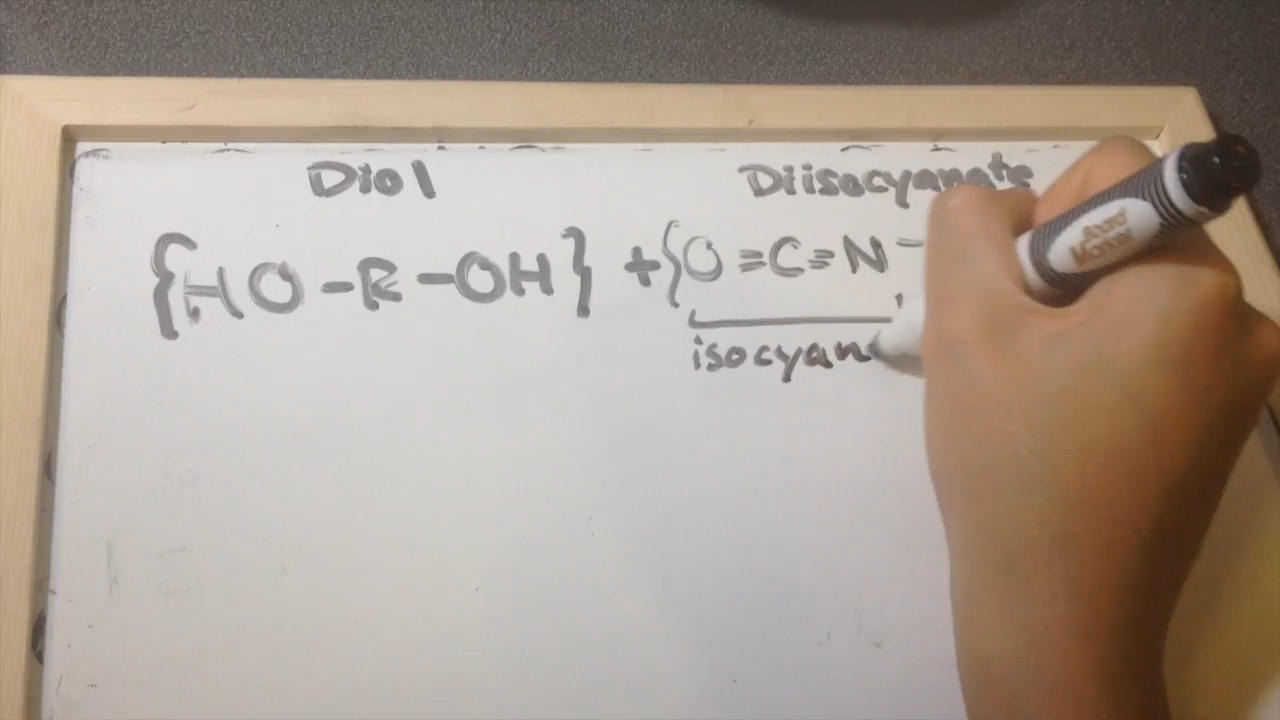 Diol Diisocyanate
{HO-R-OH} + {O=C=N-
isocyan